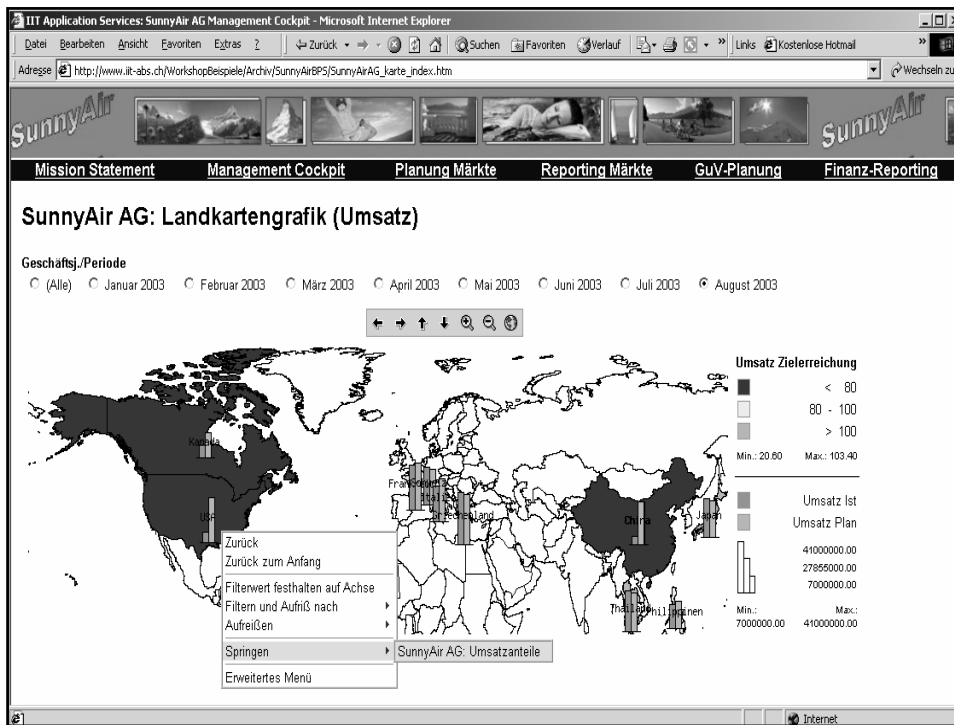 IIT Application Services: SunnyAir AG Management Cockpit - Microsoft Internet Explorer
Datei Bearbeiten Ansicht Favoriten Extras ? Zurück Suchen Favoriten Verlauf Links Kostenlose Hotmail
Adresse http://www.iit-abs.ch/WorkshopBeispiele/Archiv/SunnyAirBPS/SunnyAirAG_karte_index.htm Wechseln zu
SunnyAir SunnyAir
Mission Statement Management Cockpit Planung Märkte Reporting Märkte GuV-Planung Finanz-Reporting
SunnyAir AG: Landkartengrafik (Umsatz)
Geschäftsj./Periode
(Alle) Januar 2003 Februar 2003 März 2003 April 2003 Mai 2003 Juni 2003 Juli 2003 August 2003
Umsatz Zielerreichung
< 80
80 - 100
> 100
Min.: 20.60 Max.: 103.40
Kanada
Italien
Griechenland
USA
China
Japan
Thailand
Philippinen
Umsatz Ist
Umsatz Plan
41000000.00
27855000.00
7000000.00
Min.: Max.:
7000000.00 41000000.00
Zurück
Zurück zum Anfang
Filterwert festhalten auf Achse
Filtern und Aufriß nach
Aufreißen
Springen SunnyAir AG: Umsatzanteile
Erweitertes Menü
Internet